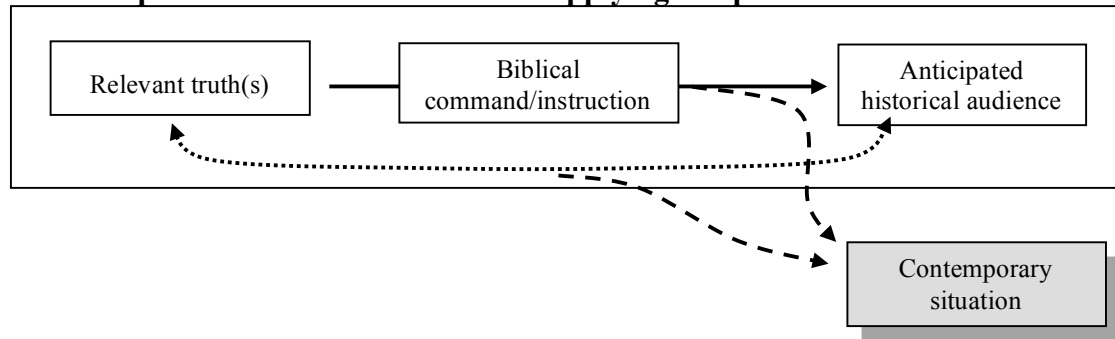 Relevant truth(s)
Biblical
command/instruction
Anticipated
historical audience
Contemporary
situation